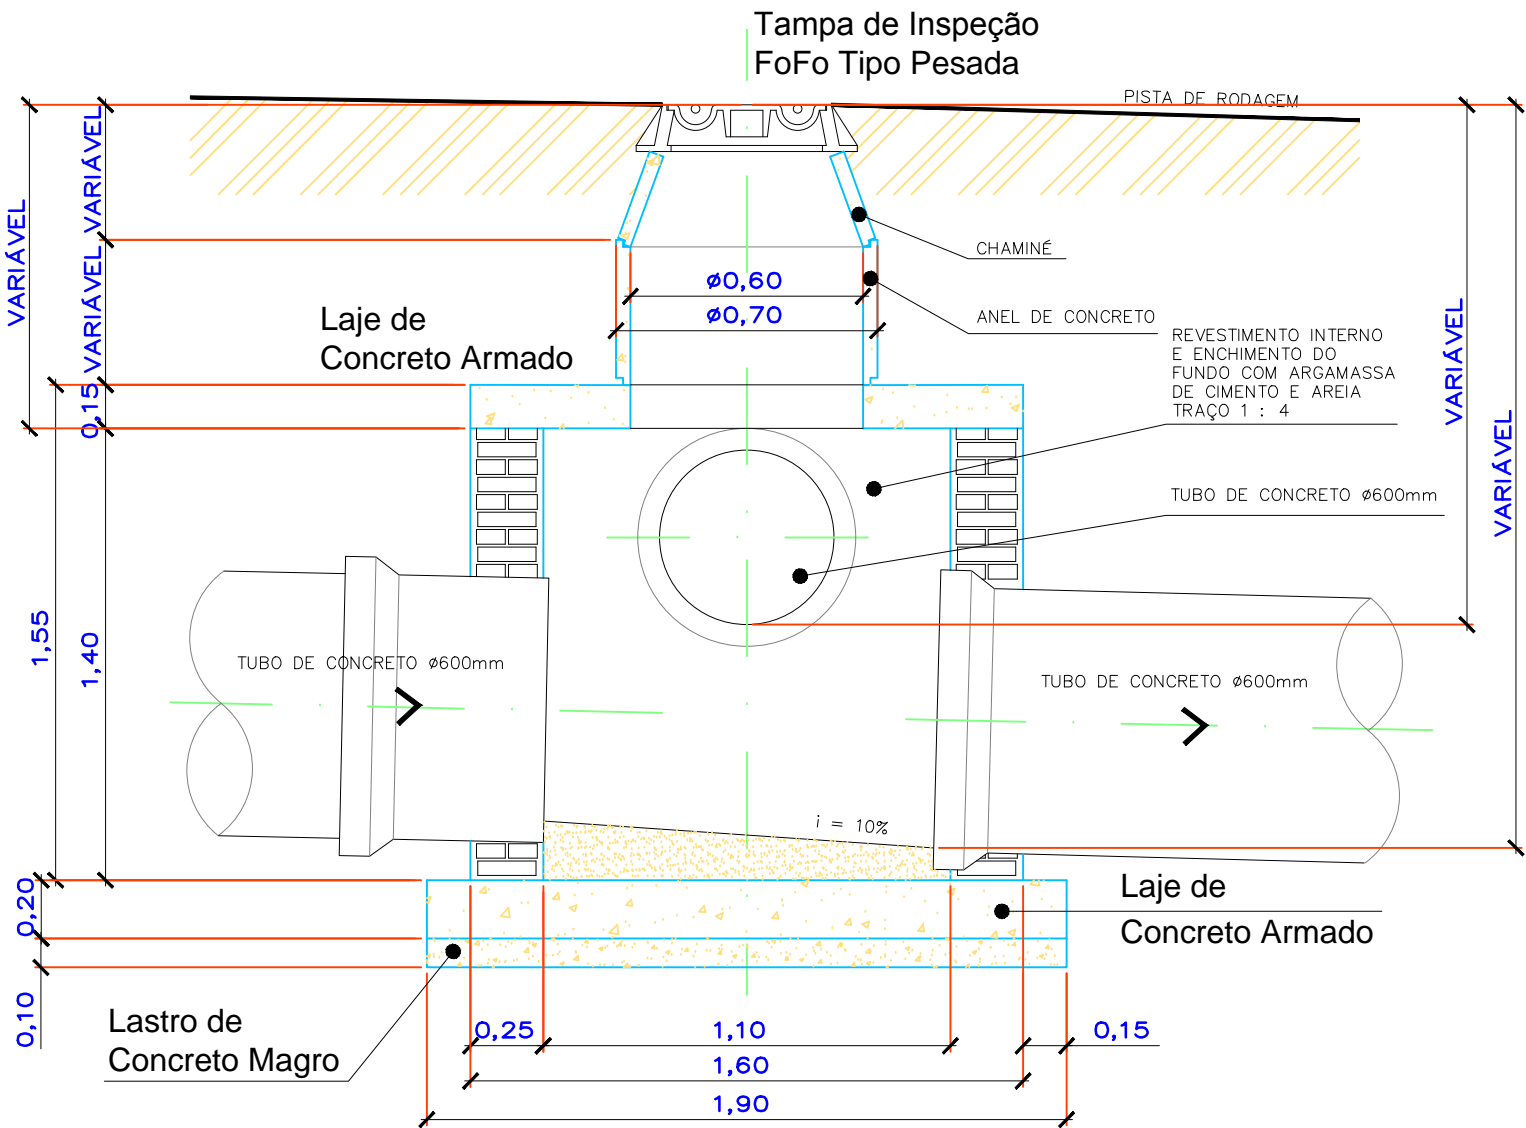 Tampa de Inspeção
FoFo Tipo Pesada
PISTA DE RODAGEM
VARIÁVEL
VARIÁVEL
VARIÁVEL
0,15
CHAMINÉ
ø0,60
ø0,70
ANEL DE CONCRETO
Laje de
Concreto Armado
REVESTIMENTO INTERNO
E ENCHIMENTO DO
FUNDO COM ARGAMASSA
DE CIMENTO E AREIA
TRAÇO 1 : 4
VARIÁVEL
VARIÁVEL
TUBO DE CONCRETO ø600mm
1,55
1,40
TUBO DE CONCRETO ø600mm
TUBO DE CONCRETO ø600mm
i = 10%
0,20
0,10
Laje de
Concreto Armado
Lastro de
Concreto Magro
0,25
1,10
0,15
1,60
1,90